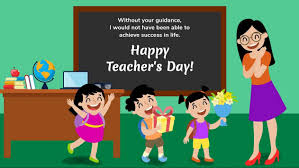 Without your guidance,
I would not have been able to
achieve success in life.
Happy
Teacher's Day!